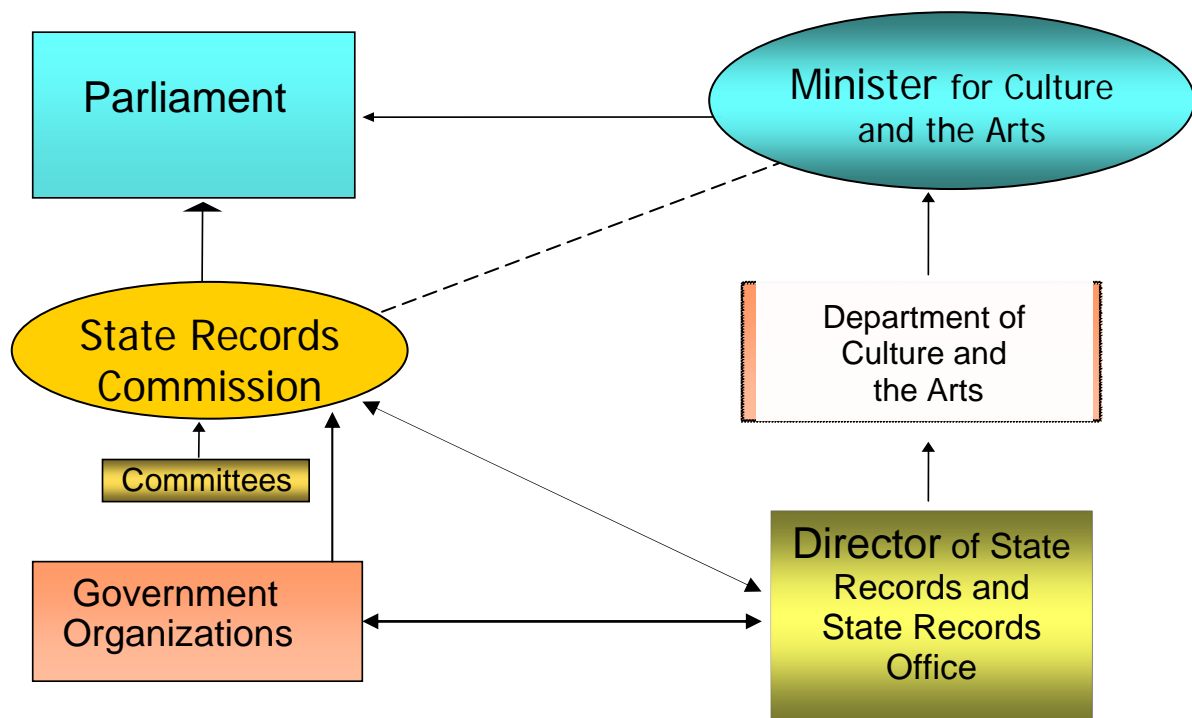 Parliament
Minister for Culture
and the Arts
State Records
Commission
Department of
Culture and
the Arts
Committees
Government
Organizations
Director of State
Records and
State Records
Office